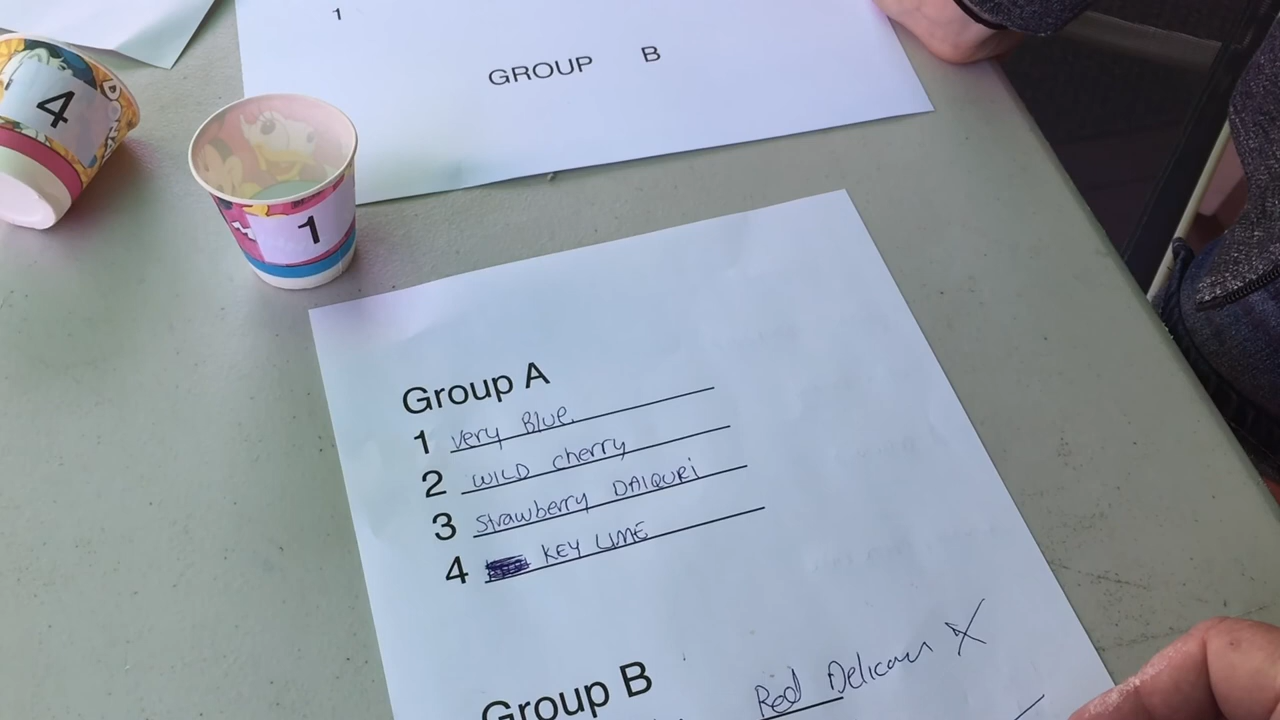 1
GROUP B
4
1
Group A
1 very Blue.
2 WILD cherry
3 Strawberry DAIQURi
4 KEY LIME
Group B
Red Delicous X